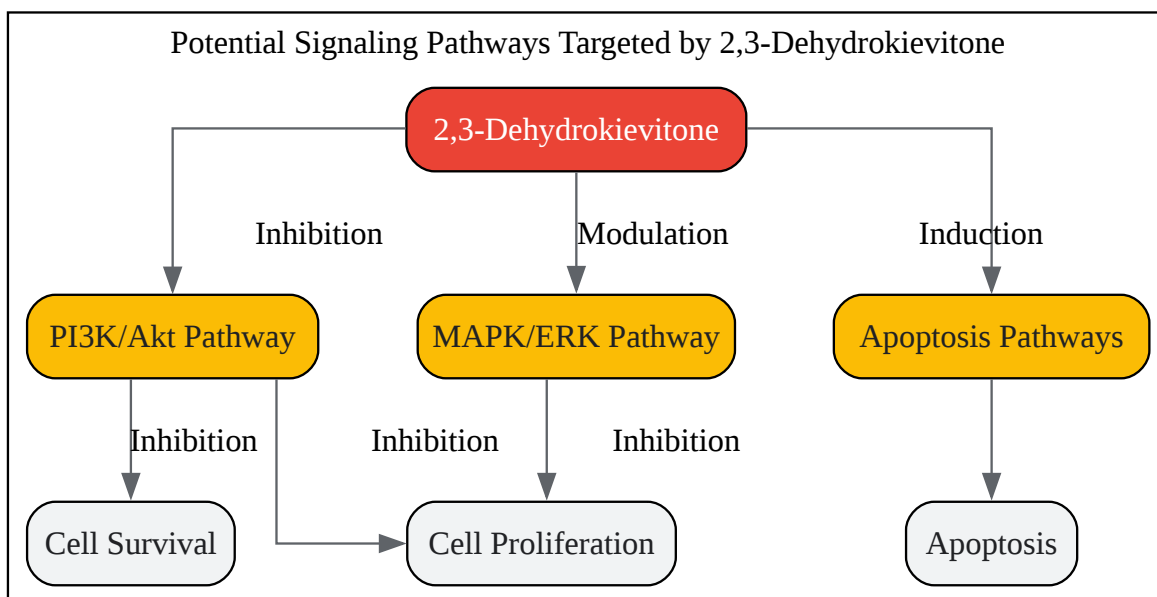 Potential Signaling Pathways Targeted by 2,3-Dehydrokievitone
2,3-Dehydrokievitone
Inhibition
Modulation
Induction
PI3K/Akt Pathway
MAPK/ERK Pathway
Apoptosis Pathways
Inhibition
Inhibition
Inhibition
Cell Survival
Cell Proliferation
Apoptosis